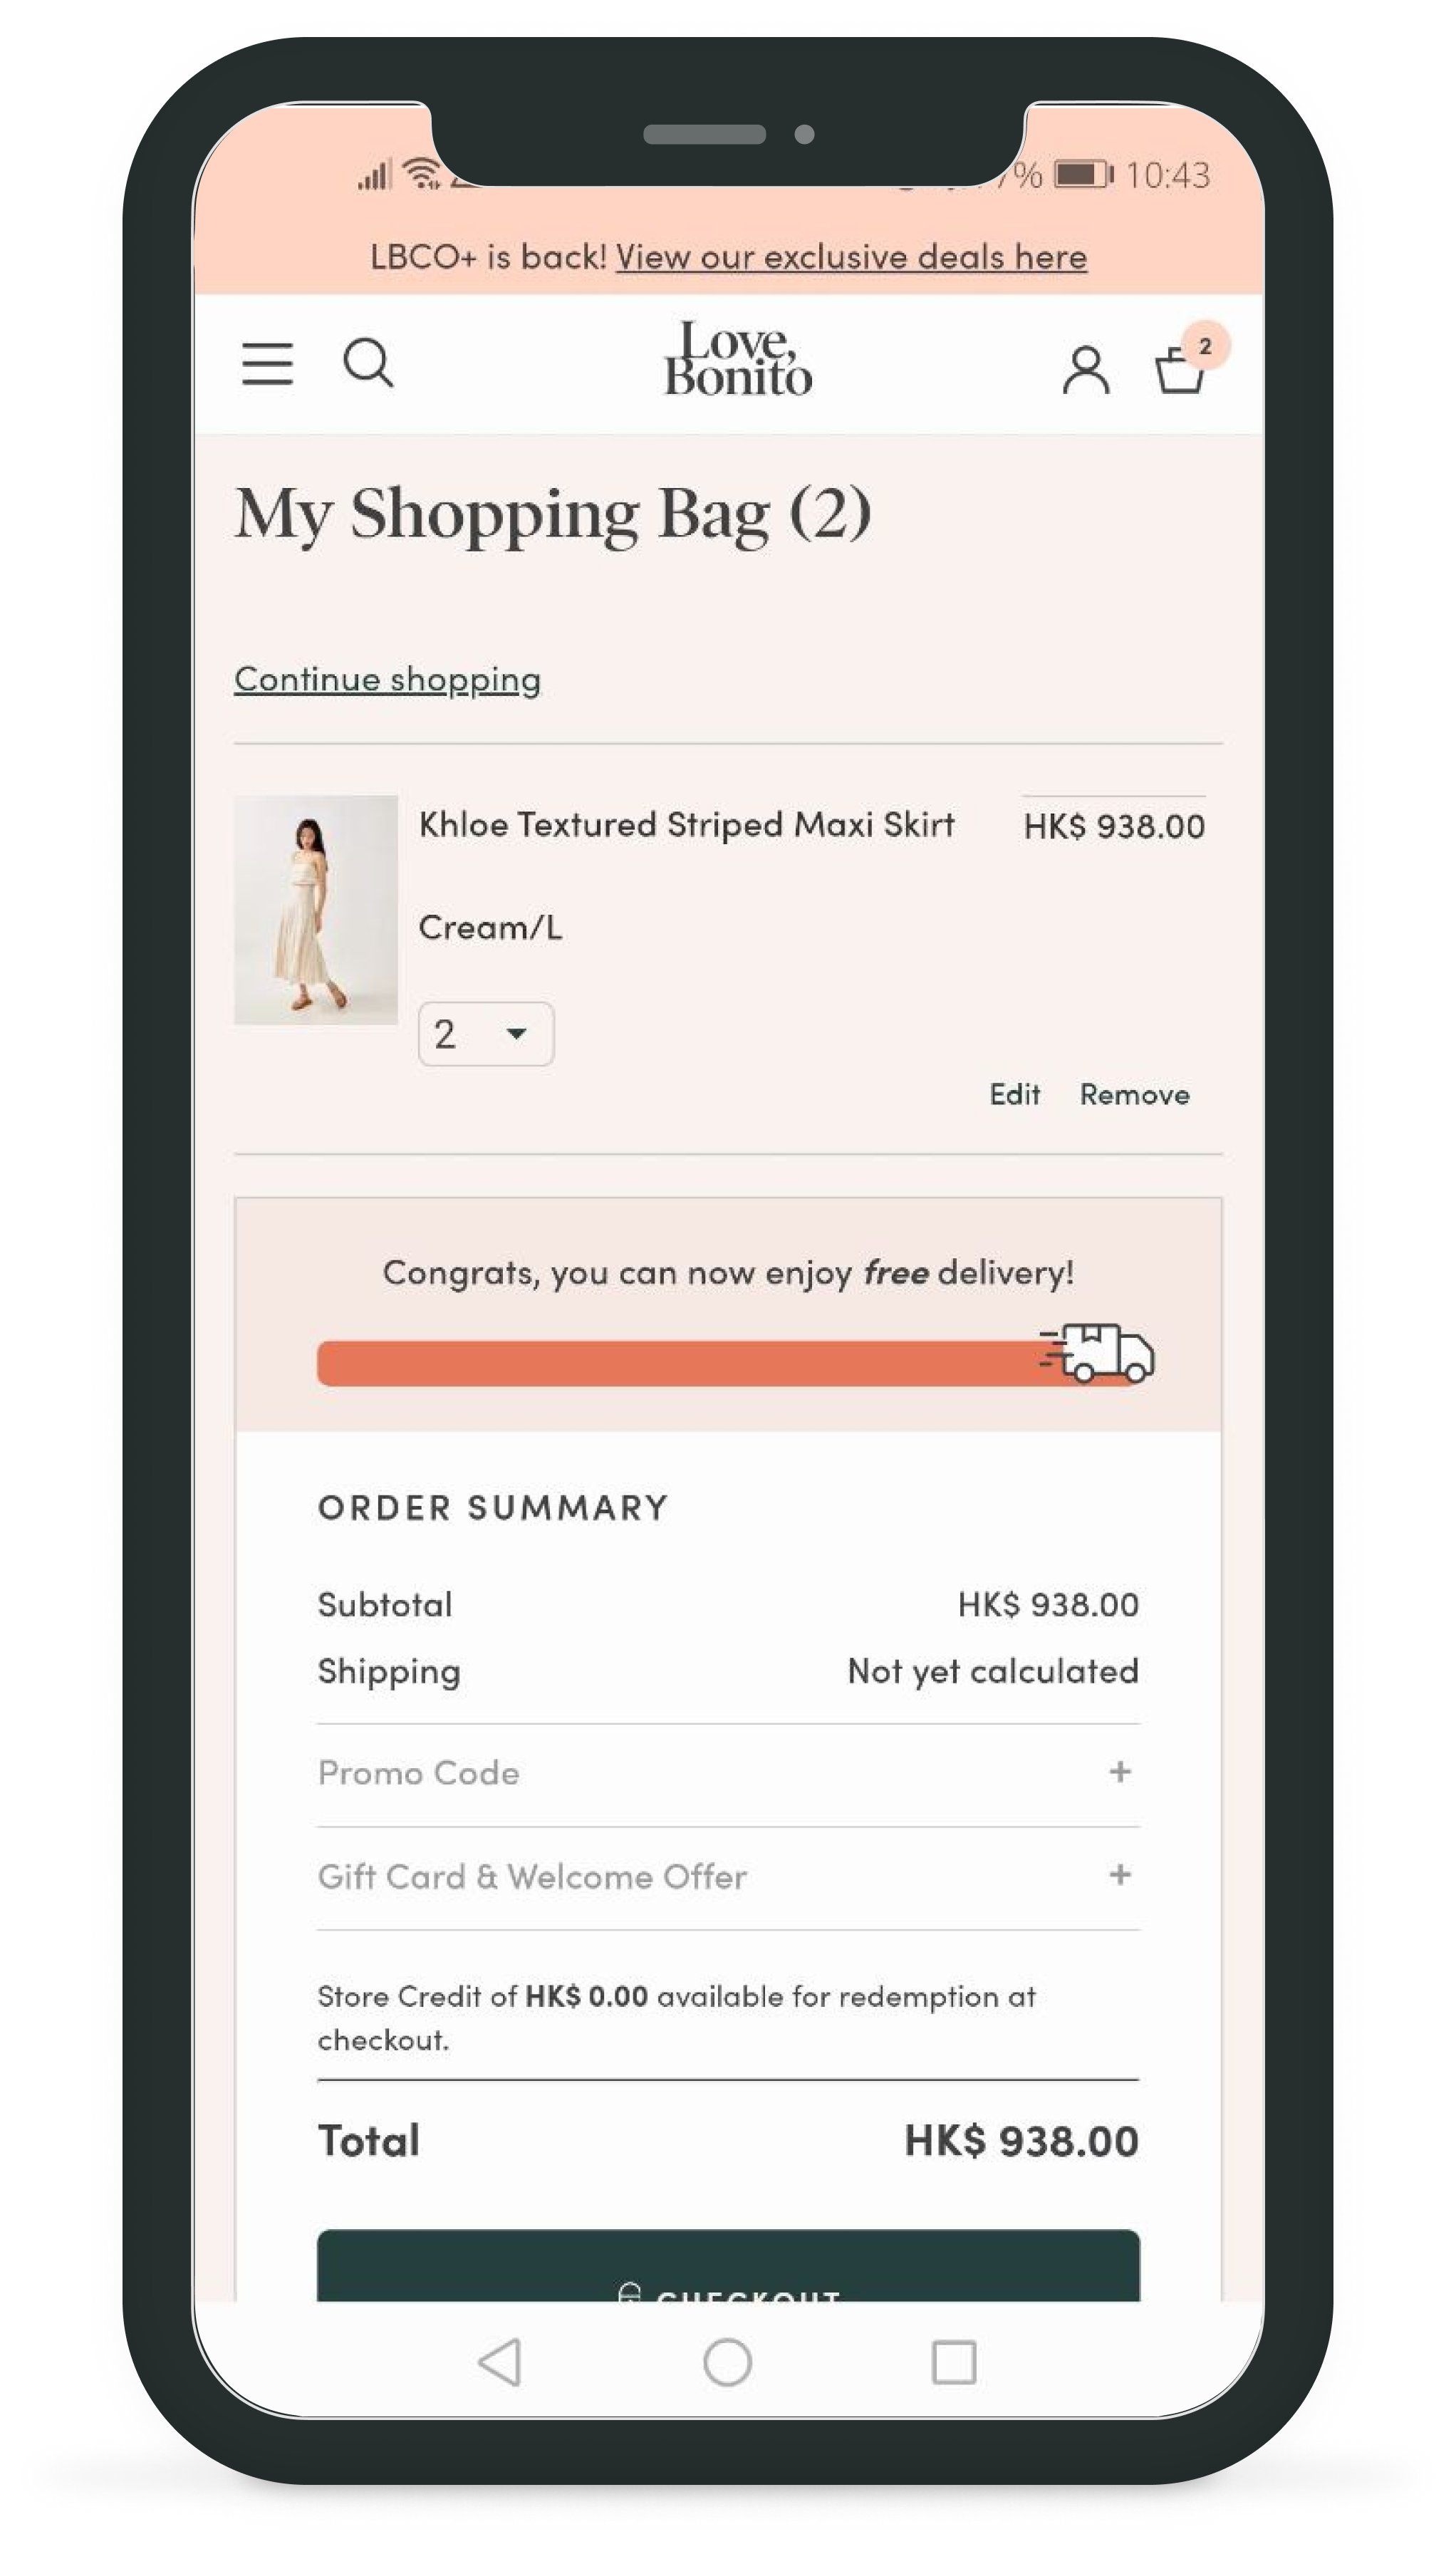 10:43
LBCO+ is back! View our exclusive deals here
Love,
Bonito
2
My Shopping Bag (2)
Continue shopping
Khloe Textured Striped Maxi Skirt HK$ 938.00
Cream/L
2
Edit Remove
Congrats, you can now enjoy free delivery!
ORDER SUMMARY
Subtotal HK$ 938.00
Shipping Not yet calculated
Promo Code +
Gift Card & Welcome Offer +
Store Credit of HK$ 0.00 available for redemption at
checkout.
Total HK$ 938.00
CHECKOUT